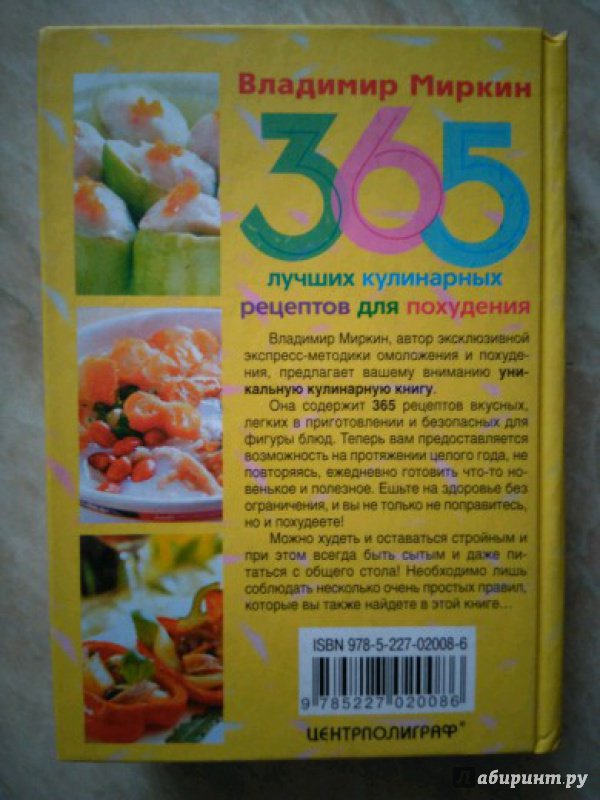 Владимир Миркин
365
лучших кулинарных
рецептов для похудения
Владимир Миркин, автор эксклюзивной
экспресс-методики омоложения и похуде-
ния, предлагает вашему вниманию уни-
кальную кулинарную книгу.
Она содержит 365 рецептов вкусных,
легких в приготовлении и безопасных для
фигуры блюд. Теперь вам предоставляется
возможность на протяжении целого года, не
повторяясь, ежедневно готовить что-то но-
венькое и полезное. Ешьте на здоровье без
ограничения, и вы не только не поправитесь,
но и похудеете!
Можно худеть и оставаться стройным и
при этом всегда быть сытым и даже пи-
таться с общего стола! Необходимо лишь
соблюдать несколько очень простых правил,
которые вы также найдете в этой книге...
ISBN 978-5-227-02008-6
9 785227 020086
ЦЕНТРПОЛИГРАФ®
Лабиринт.ру